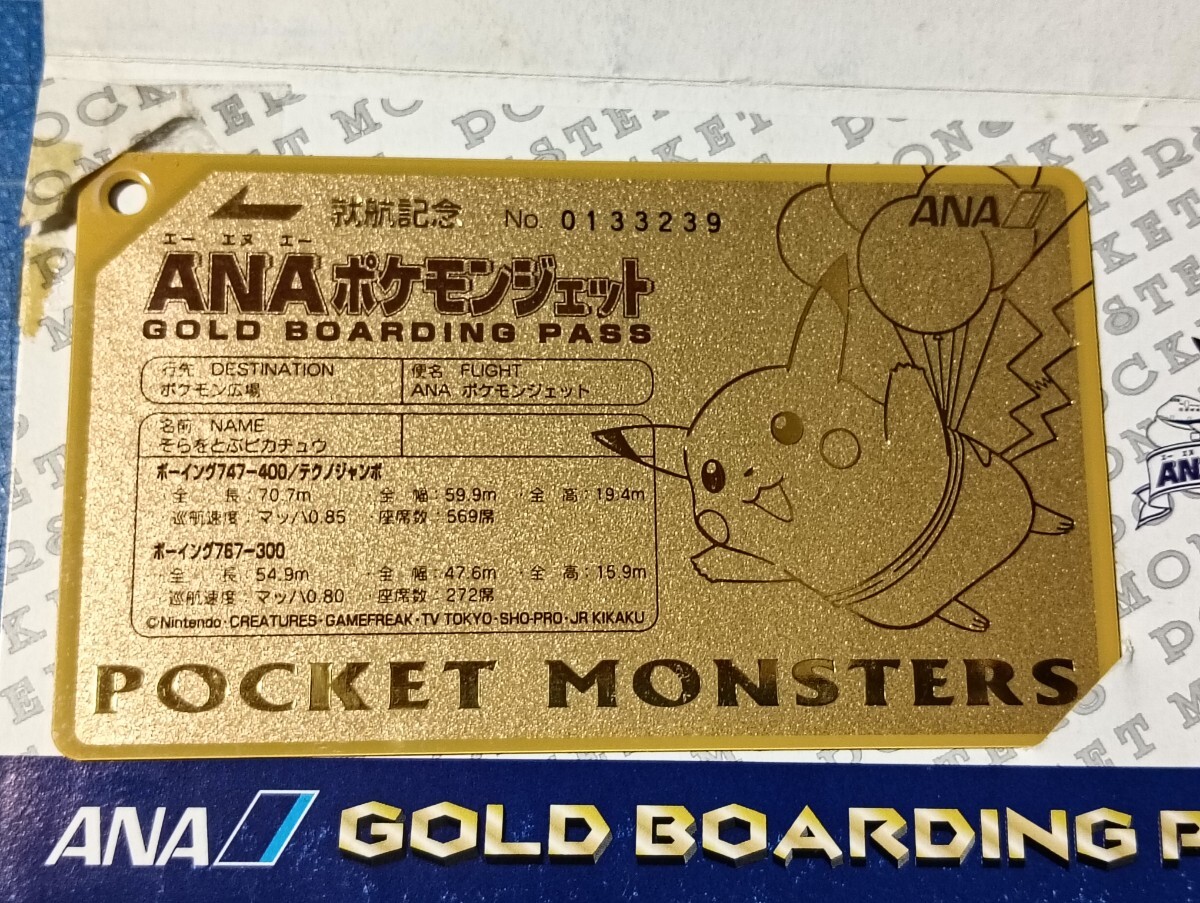 就航記念 No. 0133239
ANA
エー エヌ エー
ANAポケモンジェット
GOLD BOARDING PASS
行先 DESTINATION
ポケモン広場
便名 FLIGHT
ANA ポケモンジェット
名前 NAME
そらをとぶピカチュウ
ボーイング747-400/テクノジャンボ
全長:70.7m 全幅:59.9m 全高:19.4m
巡航速度:マッハ0.85 座席数:569席
ボーイング767-300
全長:54.9m 全幅:47.6m 全高:15.9m
巡航速度:マッハ0.80 座席数:272席
©Nintendo・CREATURES・GAMEFREAK・TV TOKYO・SHO-PRO・JR KIKAKU
POCKET MONSTERS
ANA GOLD BOARDING P